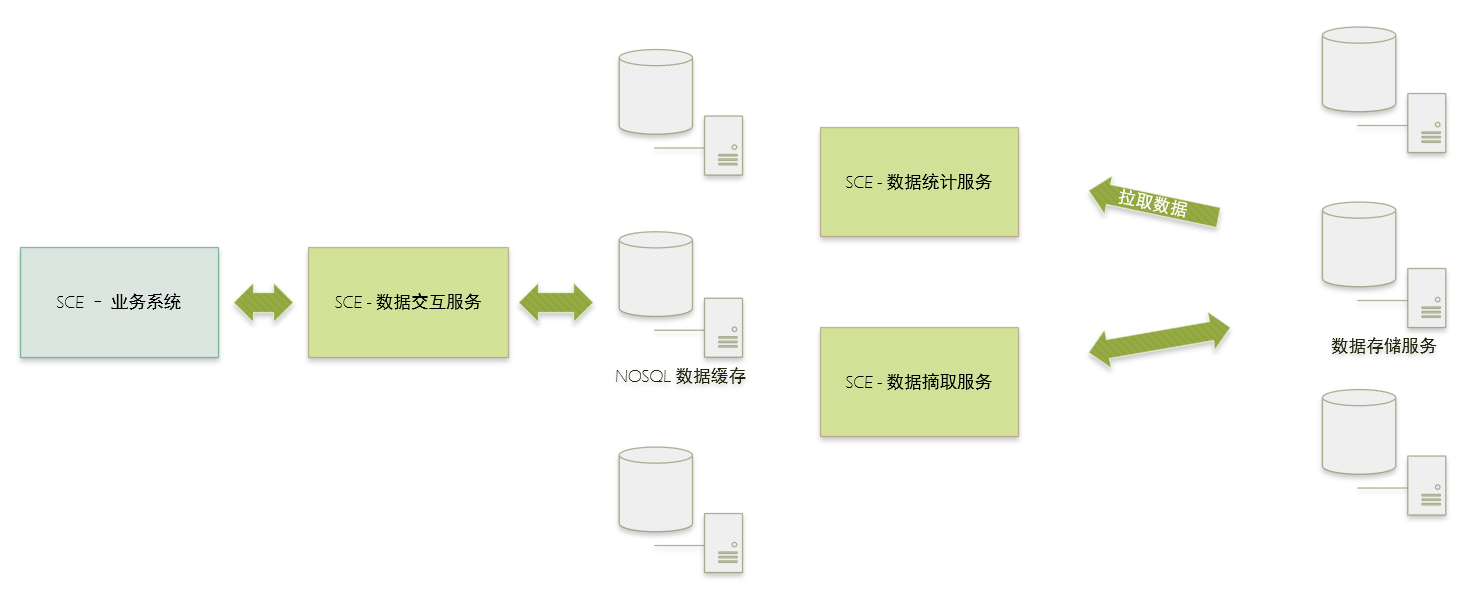 SCE - 业务系统
SCE - 数据交互服务
NOSQL 数据缓存
SCE - 数据统计服务
SCE - 数据摘取服务
拉取数据
数据存储服务